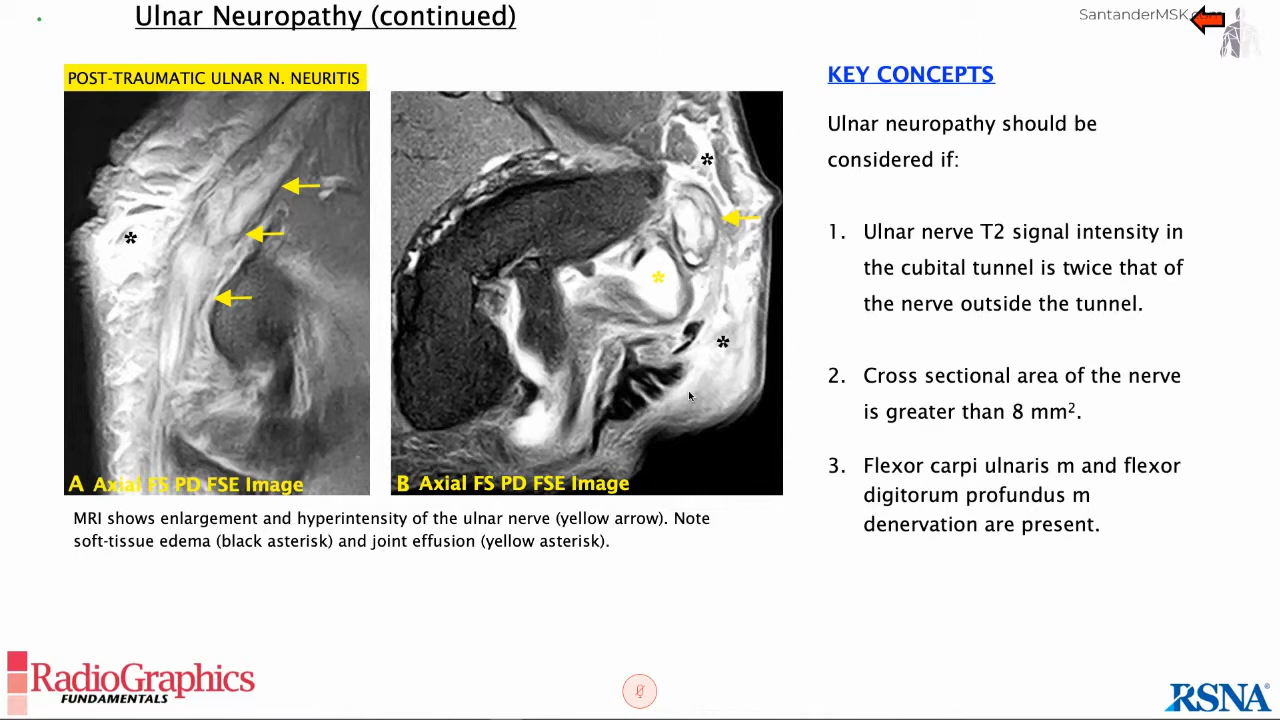 Ulnar Neuropathy (continued)
SantanderMSK.com
POST-TRAUMATIC ULNAR N. NEURITIS
*
*
*
*
A Axial FS PD FSE Image
B Axial FS PD FSE Image
MRI shows enlargement and hyperintensity of the ulnar nerve (yellow arrow). Note
soft-tissue edema (black asterisk) and joint effusion (yellow asterisk).
KEY CONCEPTS
Ulnar neuropathy should be
considered if:
1. Ulnar nerve T2 signal intensity in
the cubital tunnel is twice that of
the nerve outside the tunnel.
2. Cross sectional area of the nerve
is greater than 8 mm².
3. Flexor carpi ulnaris m and flexor
digitorum profundus m
denervation are present.
RadioGraphics
FUNDAMENTALS
RSNA®